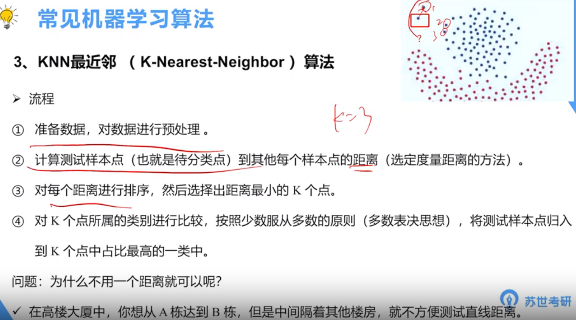 常见机器学习算法
3、KNN最近邻 （ K-Nearest-Neighbor ）算法
➢ 流程
K=3
① 准备数据，对数据进行预处理 。
② 计算测试样本点（也就是待分类点）到其他每个样本点的距离（选定度量距离的方法）。
③ 对每个距离进行排序，然后选择出距离最小的 K 个点。
④ 对 K 个点所属的类别进行比较，按照少数服从多数的原则（多数表决思想），将测试样本点归入
到 K 个点中占比最高的一类中。
问题：为什么不用一个距离就可以呢？
苏世考研
✓ 在高楼大厦中，你想从 A 栋达到 B 栋，但是中间隔着其他楼房，就不方便测试直线距离。